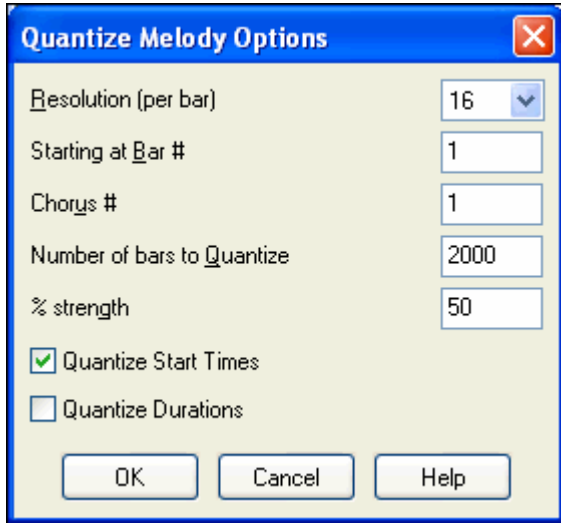 Quantize Melody Options
Resolution (per bar) 16
Starting at Bar # 1
Chorus # 1
Number of bars to Quantize 2000
% strength 50
Quantize Start Times
Quantize Durations
OK Cancel Help